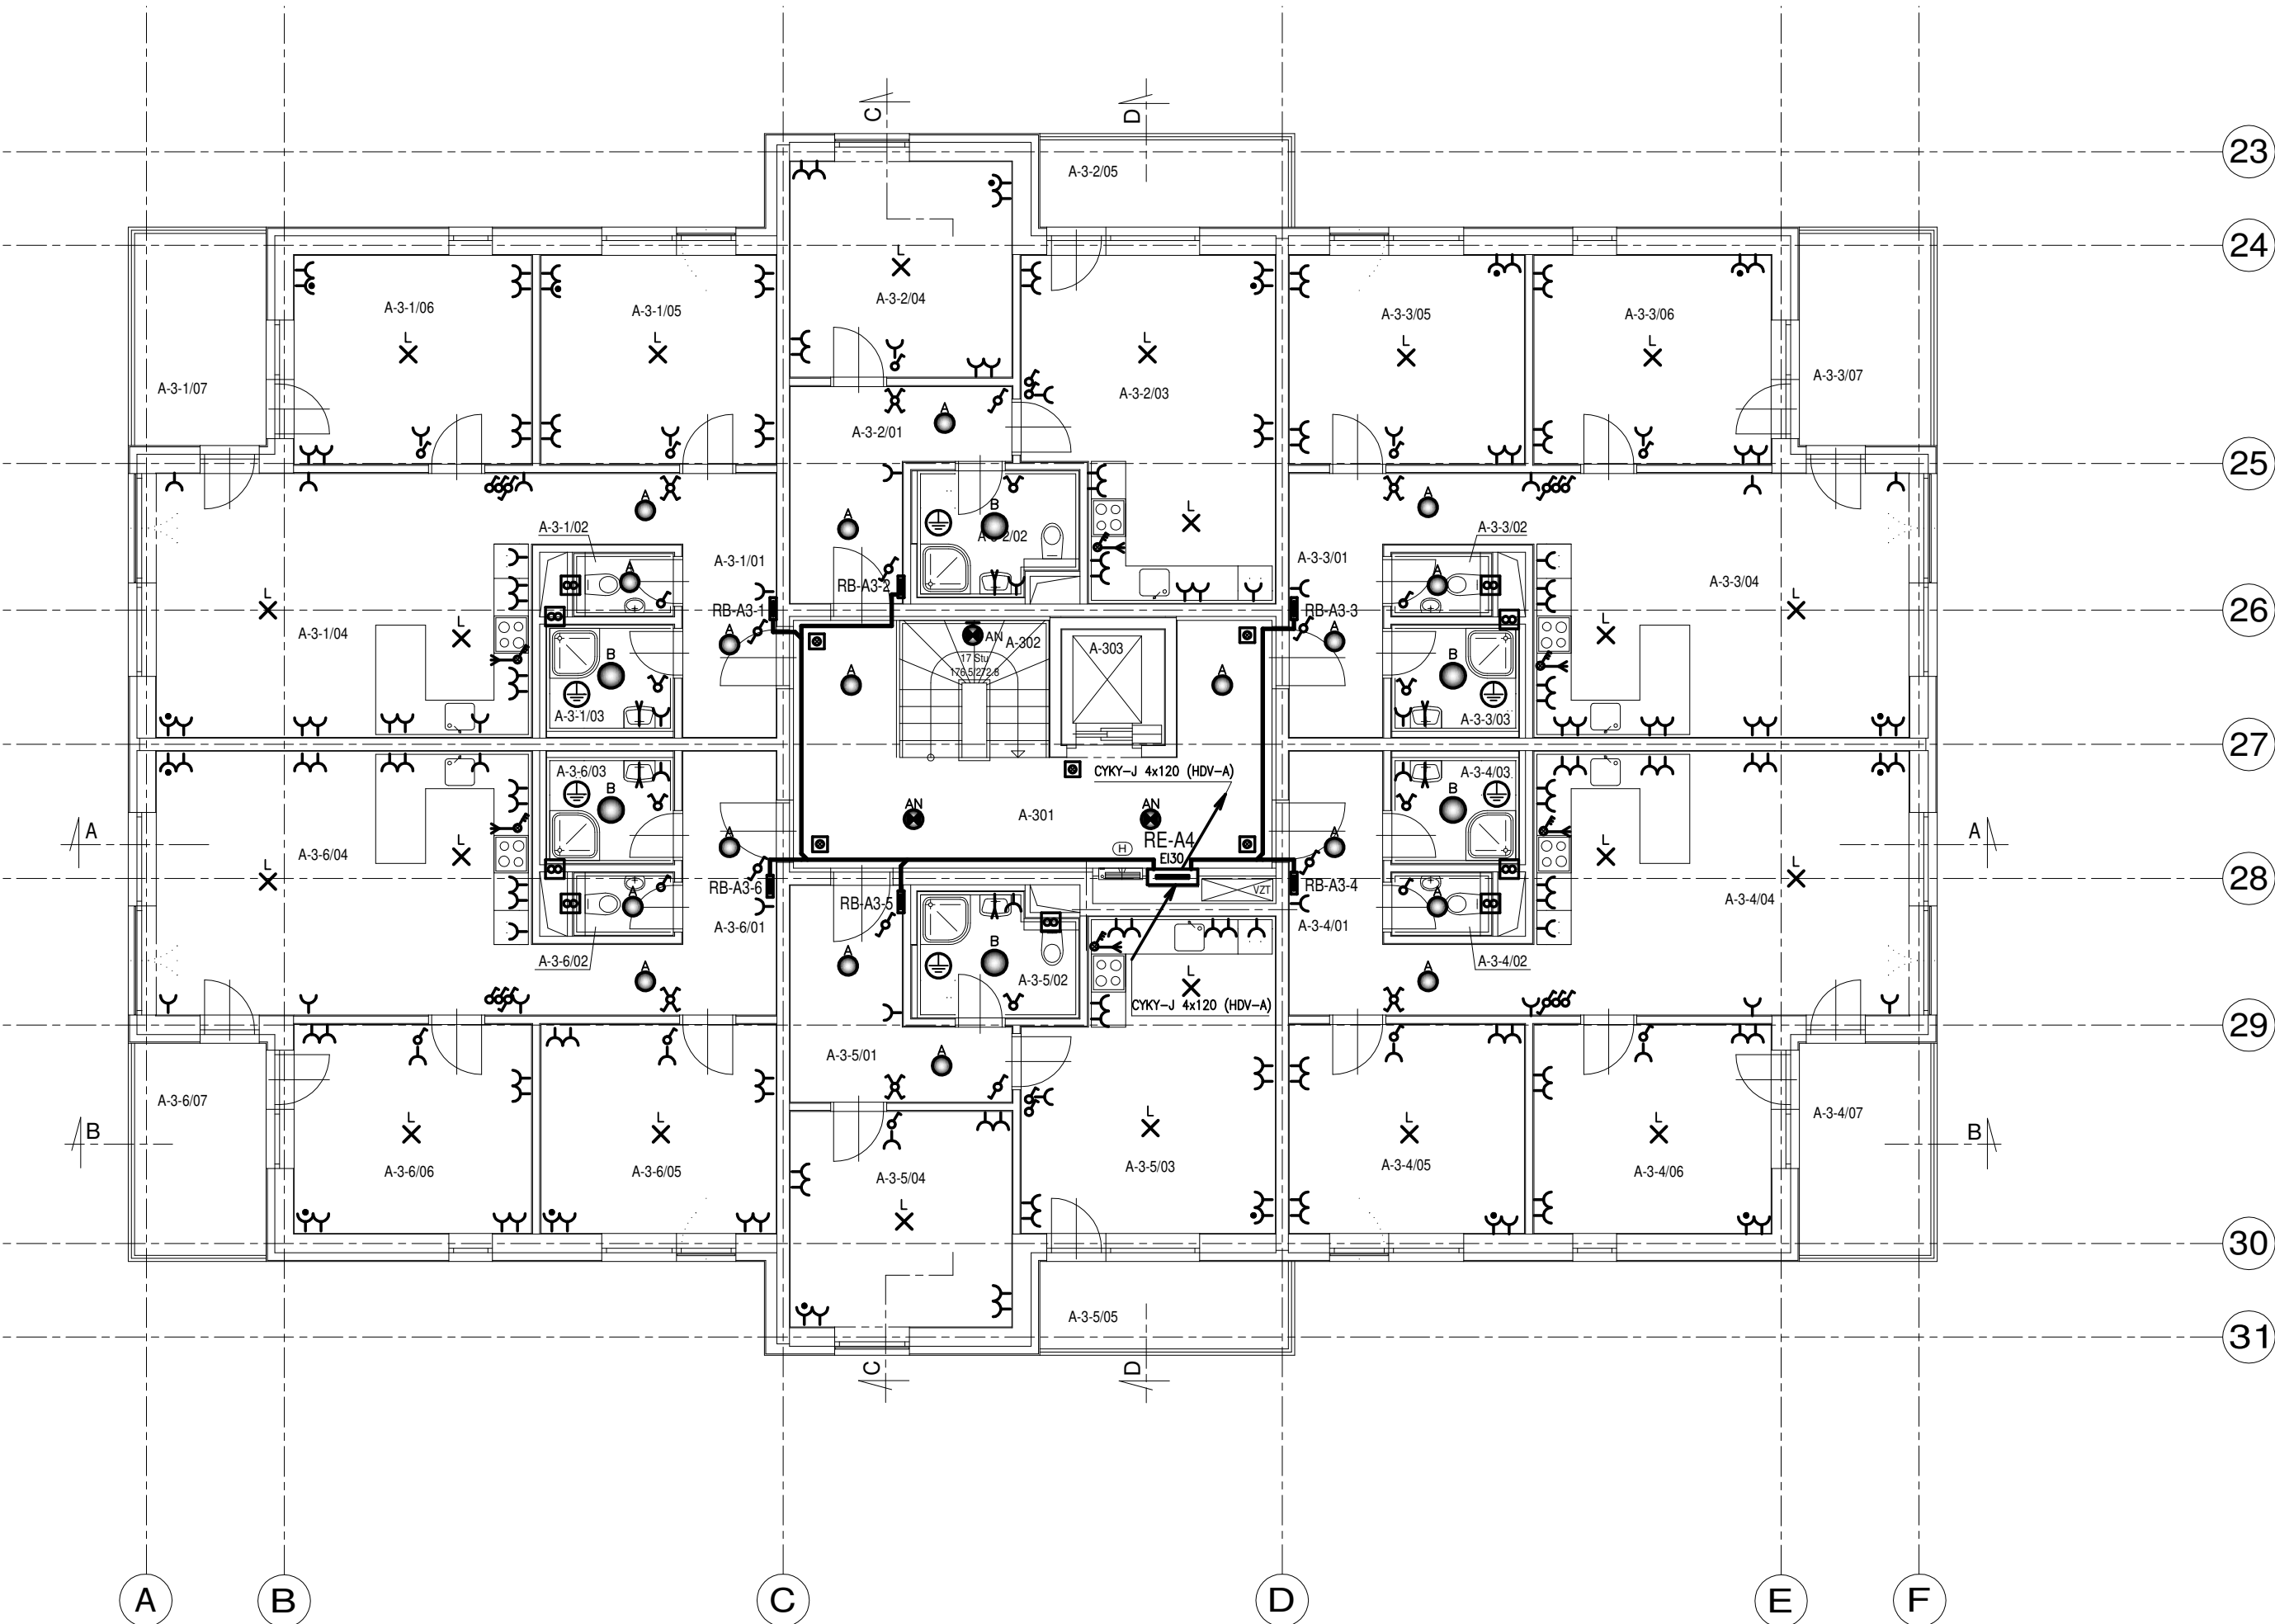 C
D
23
A-3-2/05
24
L
A-3-2/04
A-3-1/06
A-3-1/05
A-3-3/05
A-3-3/06
L
L
L
L
L
A-3-1/07
A-3-2/03
A-3-3/07
A
A-3-2/01
25
A
A
A
B
L
A-3-1/02
A-3-2/02
A-3-3/02
A-3-1/01
A-3-3/01
A
A
A-3-3/04
RB-A3-2
L
RB-A3-1
RB-A3-3
L
26
A-3-1/04
L
L
A
A
AN
A-302
A-303
B
17 Stu
176.5/272.8
A
A
B
A-3-1/03
A-3-3/03
27
A-3-6/03
CYKY-J 4x120 (HDV-A)
A-3-4/03
B
B
AN
AN
A-301
A
A
RE-A4
A
A
A-3-6/04
L
H
EI30
L
L
L
28
RB-A3-6
RB-A3-5
VZT
RB-A3-4
A
A
A-3-4/04
A-3-6/01
A-3-4/01
B
A-3-6/02
A-3-4/02
A
A
A
A-3-5/02
L
CYKY-J 4x120 (HDV-A)
29
A-3-5/01
A
A-3-6/07
A-3-4/07
B
B
L
L
L
L
L
A-3-6/06
A-3-6/05
A-3-5/04
A-3-5/03
A-3-4/05
A-3-4/06
L
30
A-3-5/05
31
C
D
A
B
C
D
E
F